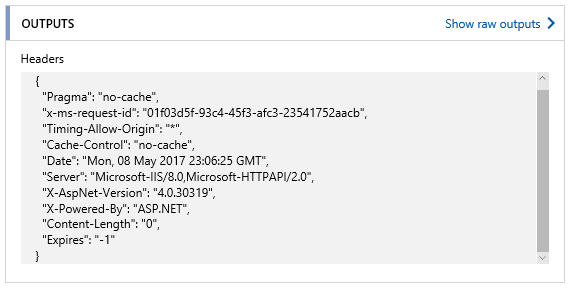 OUTPUTS
Show raw outputs
Headers
{
"Pragma": "no-cache",
"x-ms-request-id": "01f03d5f-93c4-45f3-afc3-23541752aacb",
"Timing-Allow-Origin": "*",
"Cache-Control": "no-cache",
"Date": "Mon, 08 May 2017 23:06:25 GMT",
"Server": "Microsoft-IIS/8.0,Microsoft-HTTPAPI/2.0",
"X-AspNet-Version": "4.0.30319",
"X-Powered-By": "ASP.NET",
"Content-Length": "0",
"Expires": "-1"
}